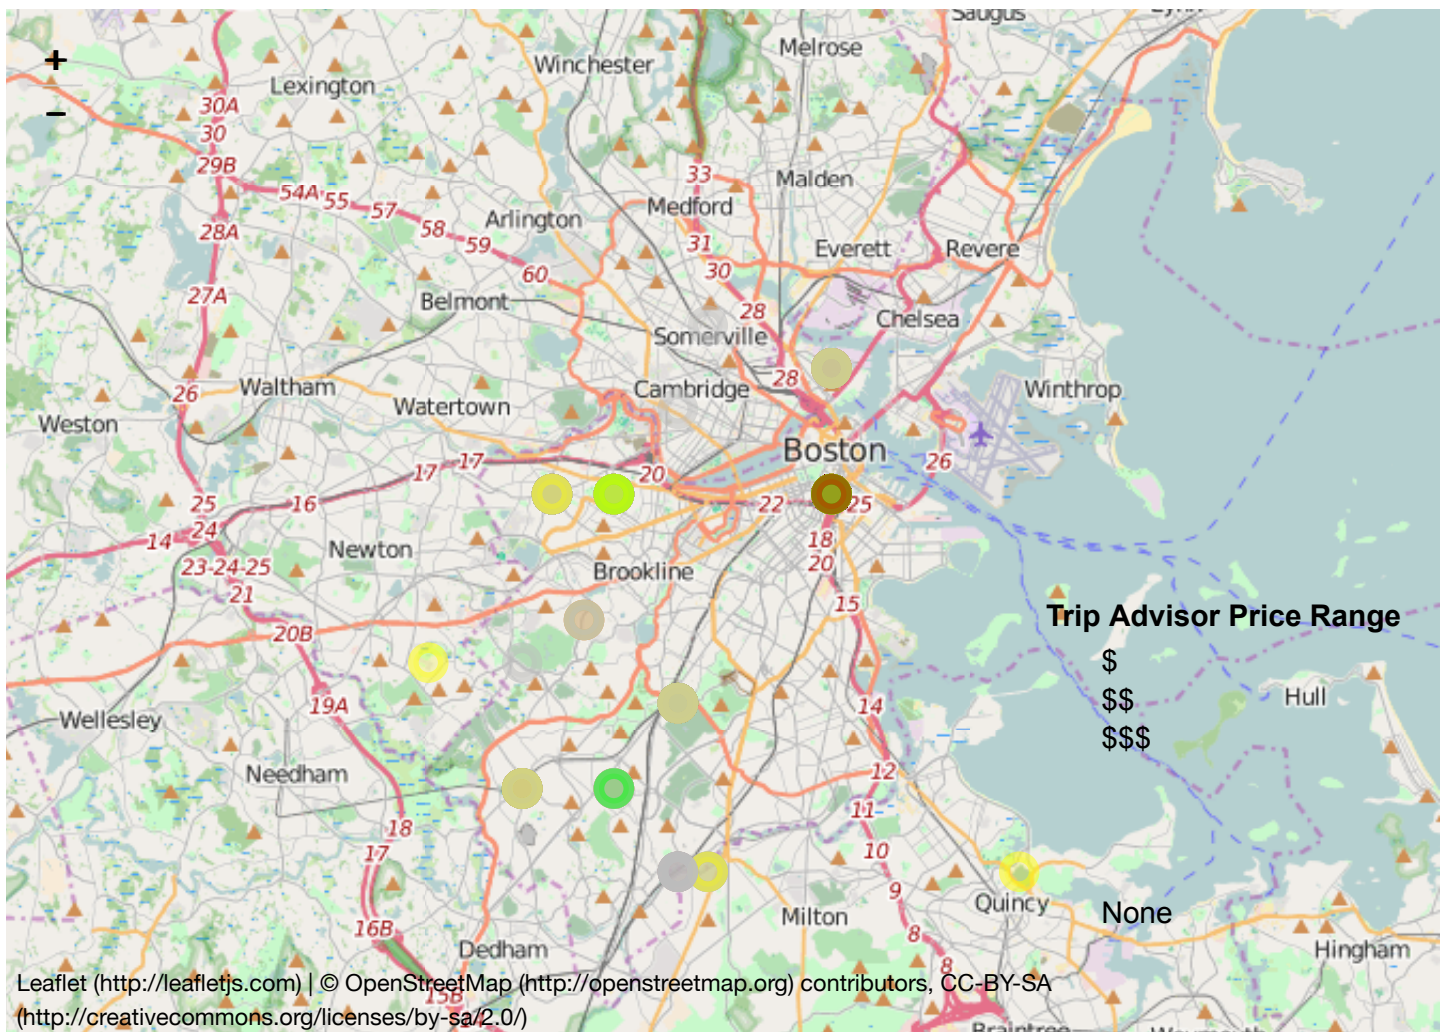 +
−
Saugus
Melrose
Winchester
Lexington
30A
30
29B
33
Malden
54A
55
57
Medford
58
Arlington
28A
59
31
Everett
Revere
30
60
27A
Belmont
28
Chelsea
Somerville
28
Waltham
Cambridge
Winthrop
26
Watertown
Weston
Boston
17
17
20
26
25
16
22
25
24
14
18
Newton
23-24-25
20
Brookline
21
15
Trip Advisor Price Range
20B
$
$$
Hull
19A
14
Wellesley
$$$
Needham
12
11
18
17
10
9
Quincy
None
Milton
16B
8
Dedham
Hingham
8
Leaflet (http://leafletjs.com) | © OpenStreetMap (http://openstreetmap.org) contributors, CC-BY-SA
15B
(http://creativecommons.org/licenses/by-sa/2.0/)
Braintree